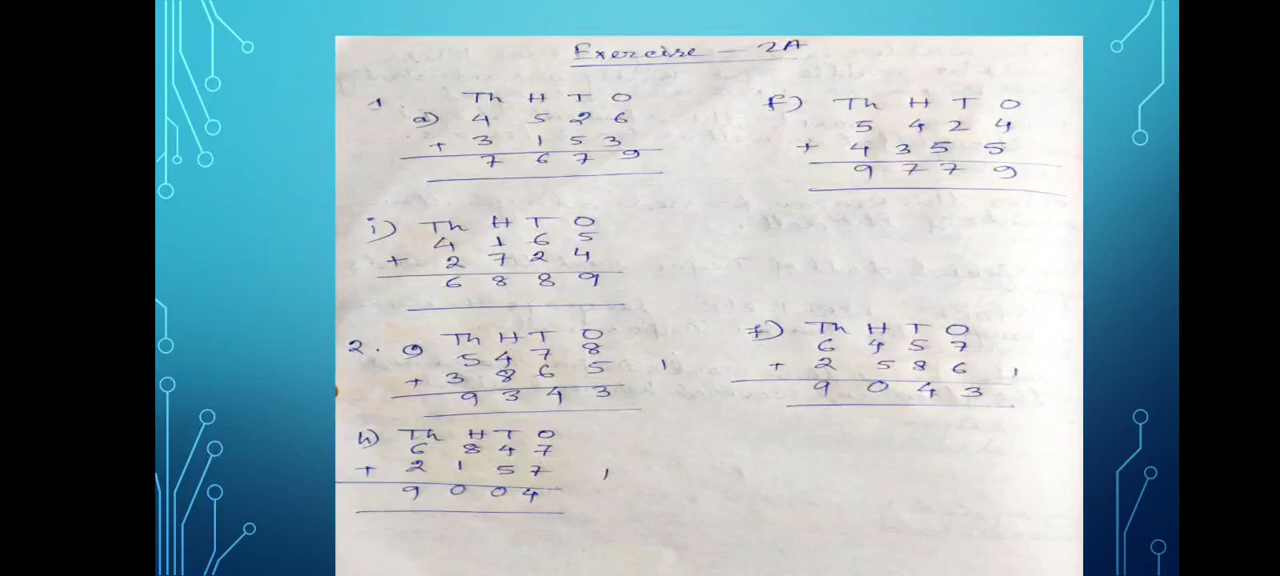 Exercise - 2A
1. a) Th H T O
4 5 2 6
+ 3 1 5 3
7 6 7 9
f) Th H T O
5 4 2 4
+ 4 3 5 5
9 7 7 9
i) Th H T O
4 1 6 5
+ 2 7 2 4
6 8 8 9
2. Th H T O
5 4 7 8
+ 3 8 6 5
9 3 4 3
f) Th H T O
6 4 5 7
+ 2 5 8 6
9 0 4 3
h) Th H T O
6 8 4 7
+ 2 1 5 7
9 0 0 4